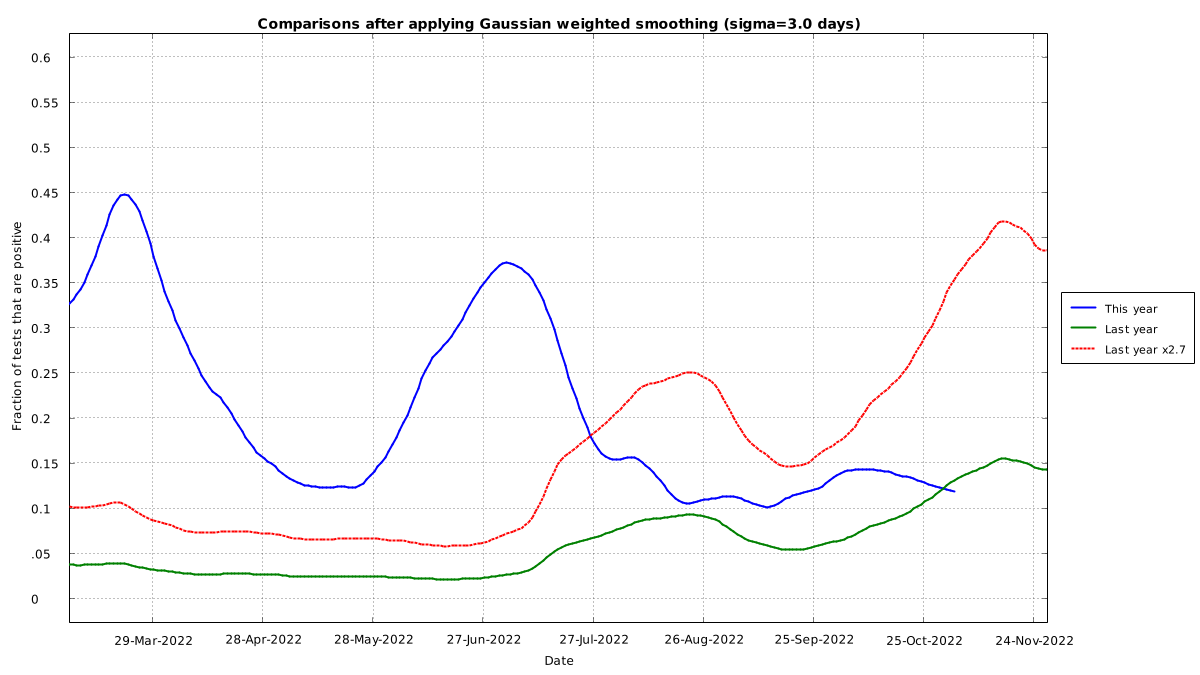 Comparisons after applying Gaussian weighted smoothing (sigma=3.0 days)
0.6
0.55
0.5
0.45
0.4
0.35
0.3
0.25
0.2
0.15
0.1
.05
0
Fraction of tests that are positive
This year
Last year
Last year x2.7
29-Mar-2022 28-Apr-2022 28-May-2022 27-Jun-2022 27-Jul-2022 26-Aug-2022 25-Sep-2022 25-Oct-2022 24-Nov-2022
Date